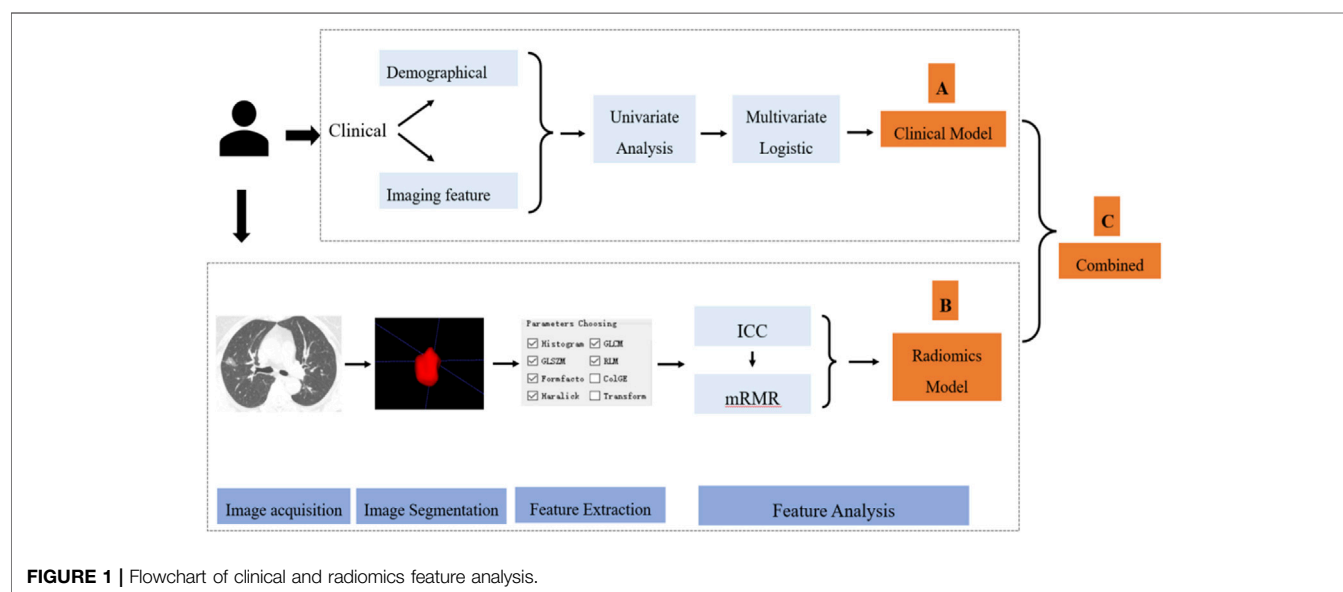 Demographical
Clinical
Imaging feature
Univariate
Analysis
Multivariate
Logistic
A
Clinical Model
C
Combined
Parameters Choosing
Histogram GLCM
GLSZM RLM
Formfacto ColGE
Haralick Transform
ICC
mRMR
B
Radiomics
Model
Image acquisition Image Segmentation Feature Extraction Feature Analysis
FIGURE 1 | Flowchart of clinical and radiomics feature analysis.